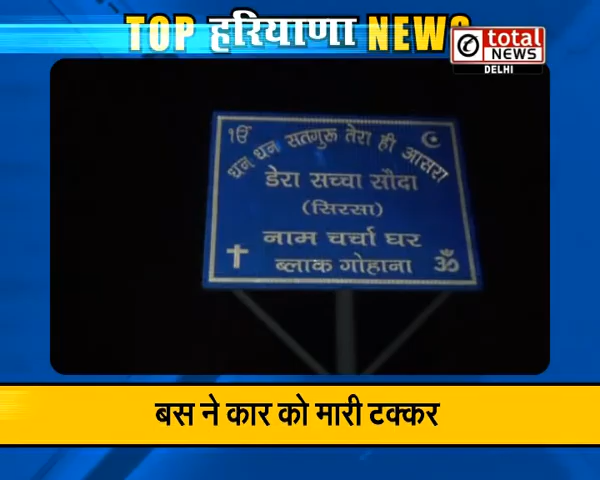 TOP हरियाणा NEWS
total
NEWS
DELHI
ੴ ☪
धन धन सतगुरु तेरा ही आसरा
डेरा सच्चा सौदा
(सिरसा)
नाम चर्चा घर
ब्लाक गोहाना ॐ
बस ने कार को मारी टक्कर